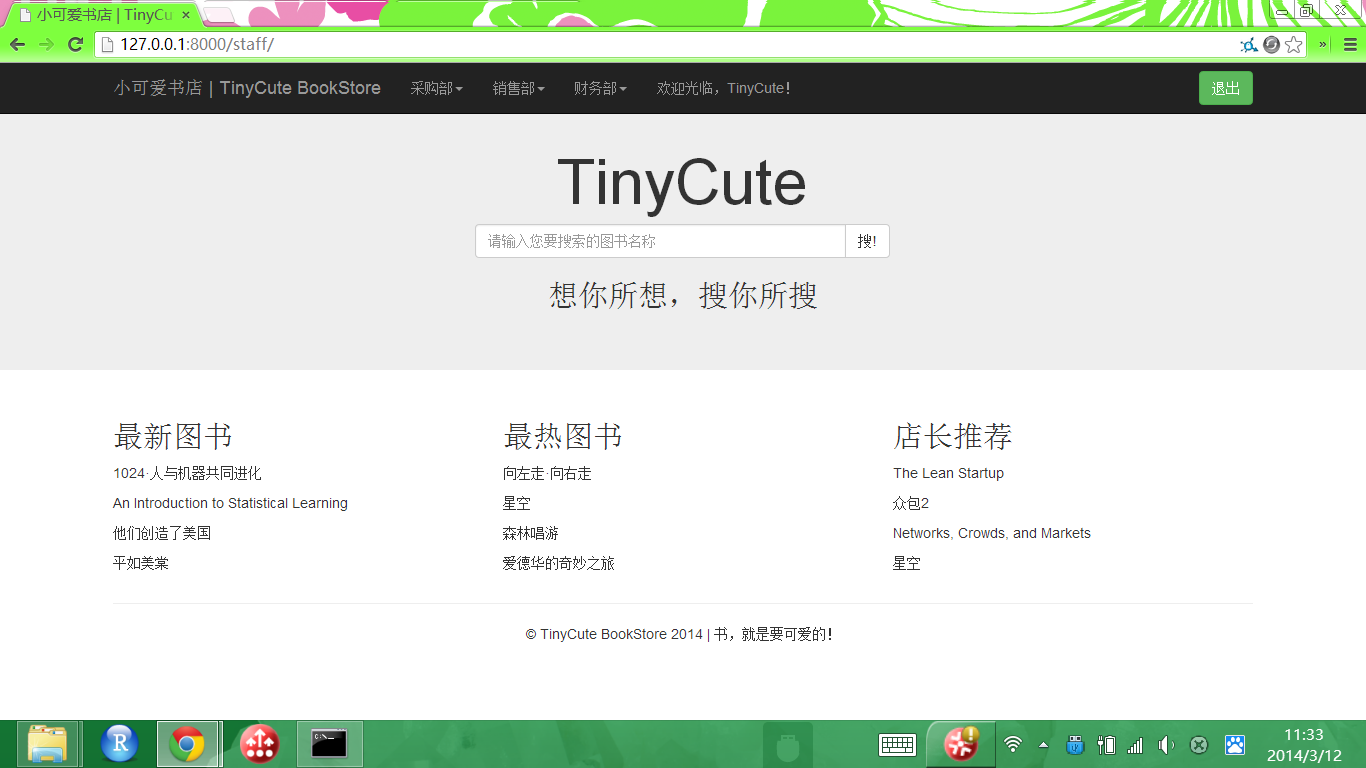 小可爱书店 | TinyCu
127.0.0.1:8000/staff/
小可爱书店 | TinyCute BookStore 采购部 销售部 财务部 欢迎光临，TinyCute! 退出
TinyCute
请输入您要搜索的图书名称 搜!
想你所想，搜你所搜
最新图书
1024·人与机器共同进化
An Introduction to Statistical Learning
他们创造了美国
平如美棠
最热图书
向左走·向右走
星空
森林唱游
爱德华的奇妙之旅
店长推荐
The Lean Startup
众包2
Networks, Crowds, and Markets
星空
© TinyCute BookStore 2014 | 书，就是要可爱的!
11:33
2014/3/12